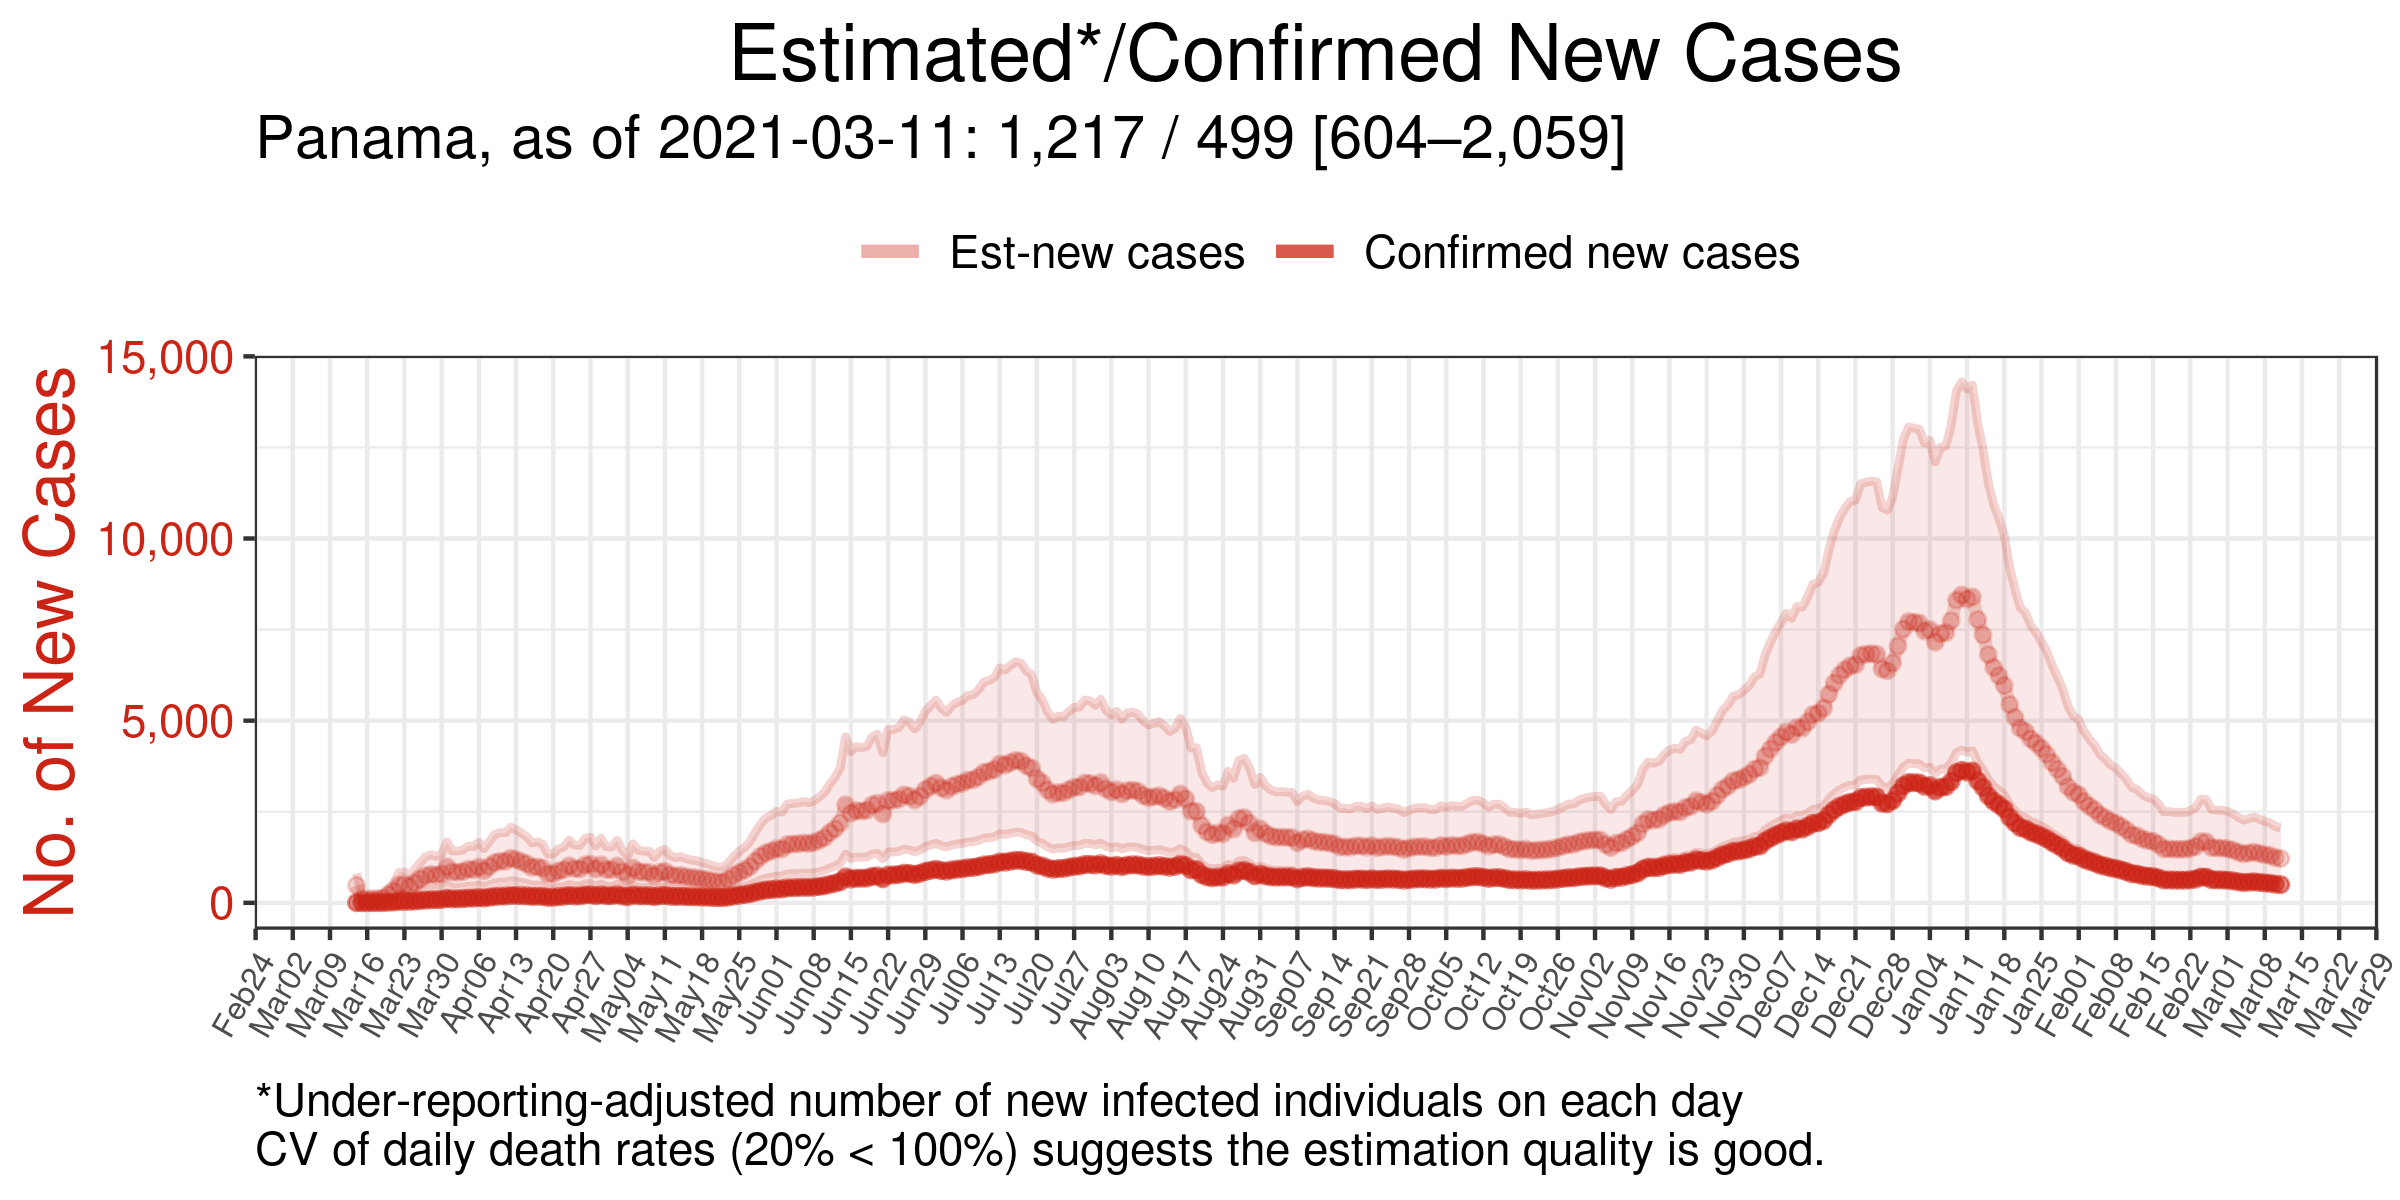 Estimated*/Confirmed New Cases
Panama, as of 2021-03-11: 1,217 / 499 [604–2,059]
Est-new cases
Confirmed new cases
No. of New Cases
15,000
10,000
5,000
0
Feb24
Mar02
Mar09
Mar16
Mar23
Mar30
Apr06
Apr13
Apr20
Apr27
May04
May11
May18
May25
Jun01
Jun08
Jun15
Jun22
Jun29
Jul06
Jul13
Jul20
Jul27
Aug03
Aug10
Aug17
Aug24
Aug31
Sep07
Sep14
Sep21
Sep28
Oct05
Oct12
Oct19
Oct26
Nov02
Nov09
Nov16
Nov23
Nov30
Dec07
Dec14
Dec21
Dec28
Jan04
Jan11
Jan18
Jan25
Feb01
Feb08
Feb15
Feb22
Mar01
Mar08
Mar15
Mar22
Mar29
*Under-reporting-adjusted number of new infected individuals on each day
CV of daily death rates (20% < 100%) suggests the estimation quality is good.